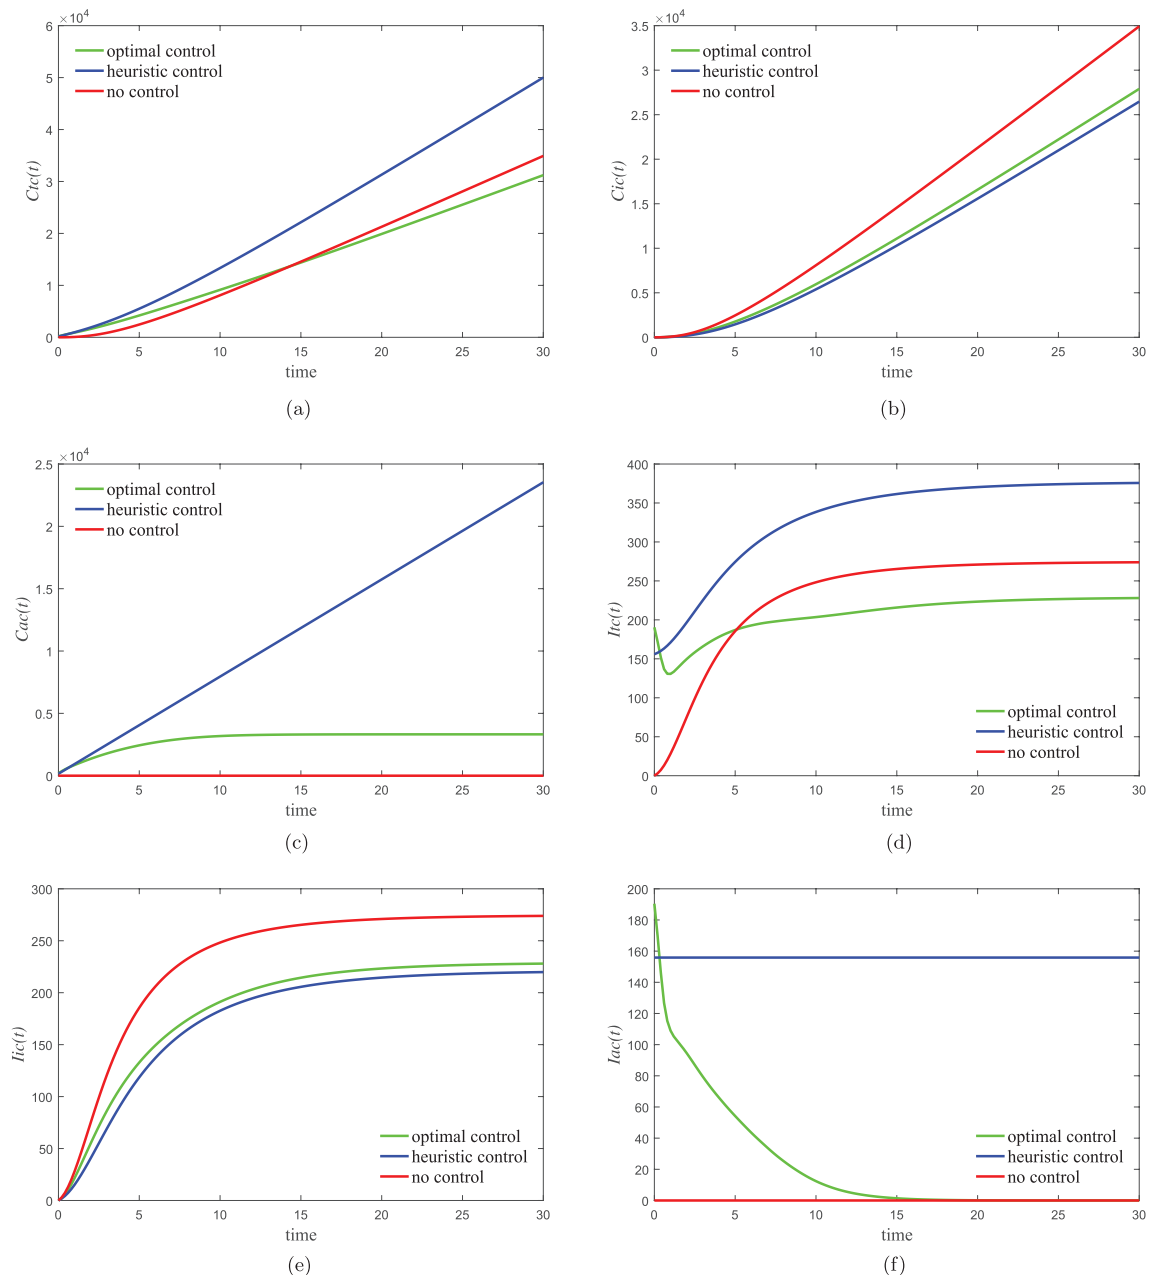 ×10⁴
6
5
4
3
2
1
0
Ctc(t)
optimal control
heuristic control
no control
0 5 10 15 20 25 30
time
(a)
×10⁴
3.5
3
2.5
2
1.5
1
0.5
0
Cic(t)
optimal control
heuristic control
no control
0 5 10 15 20 25 30
time
(b)
×10⁴
2.5
2
1.5
1
0.5
0
Cac(t)
optimal control
heuristic control
no control
0 5 10 15 20 25 30
time
(c)
400
350
300
250
200
150
100
50
0
Itc(t)
optimal control
heuristic control
no control
0 5 10 15 20 25 30
time
(d)
300
250
200
150
100
50
0
Iic(t)
optimal control
heuristic control
no control
0 5 10 15 20 25 30
time
(e)
200
180
160
140
120
100
80
60
40
20
0
Iac(t)
optimal control
heuristic control
no control
0 5 10 15 20 25 30
time
(f)